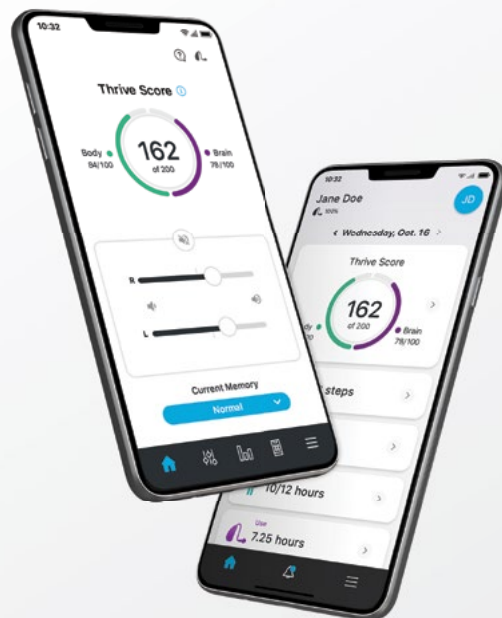 10:32
Thrive Score
Body
84/100
162
of 200
Brain
78/100
R
L
Current Memory
Normal
10:32
Jane Doe
100%
JD
Wednesday, Oct. 16
Thrive Score
162
of 200
Brain
78/100
steps
10/12 hours
Use
7.25 hours